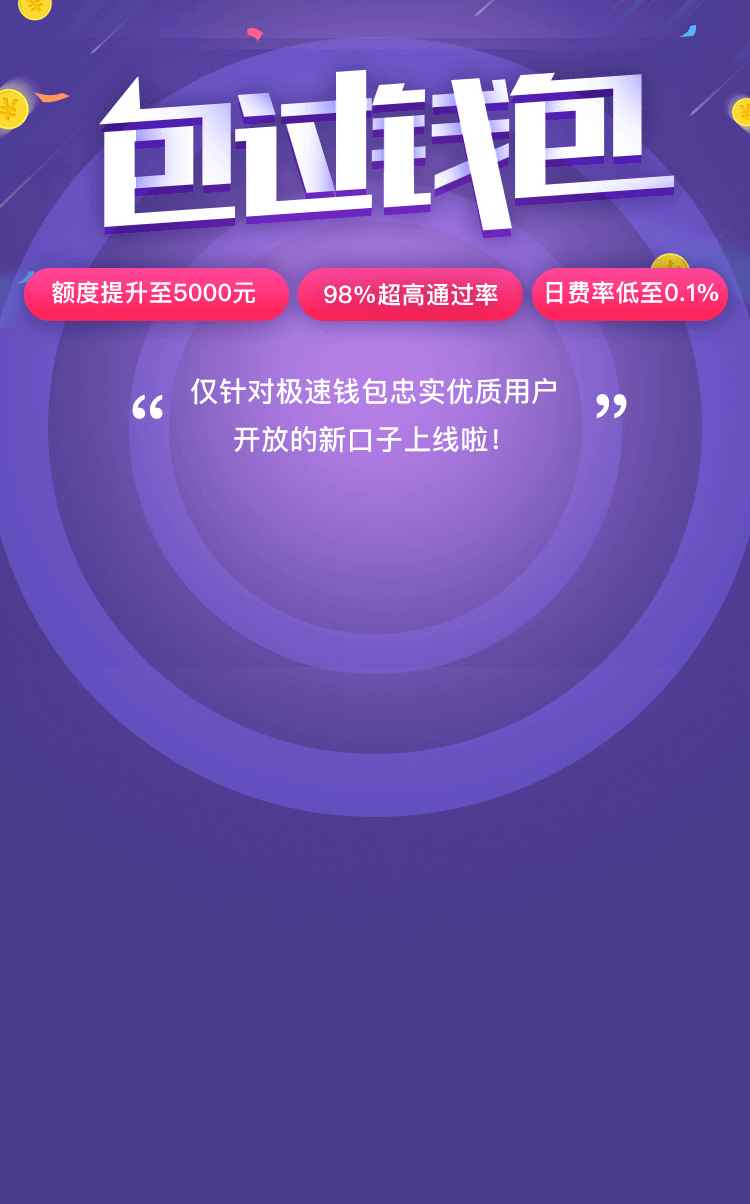 包过钱包
额度提升至5000元
98%超高通过率
日费率低至0.1%
“仅针对极速钱包忠实优质用户”
开放的新口子上线啦！